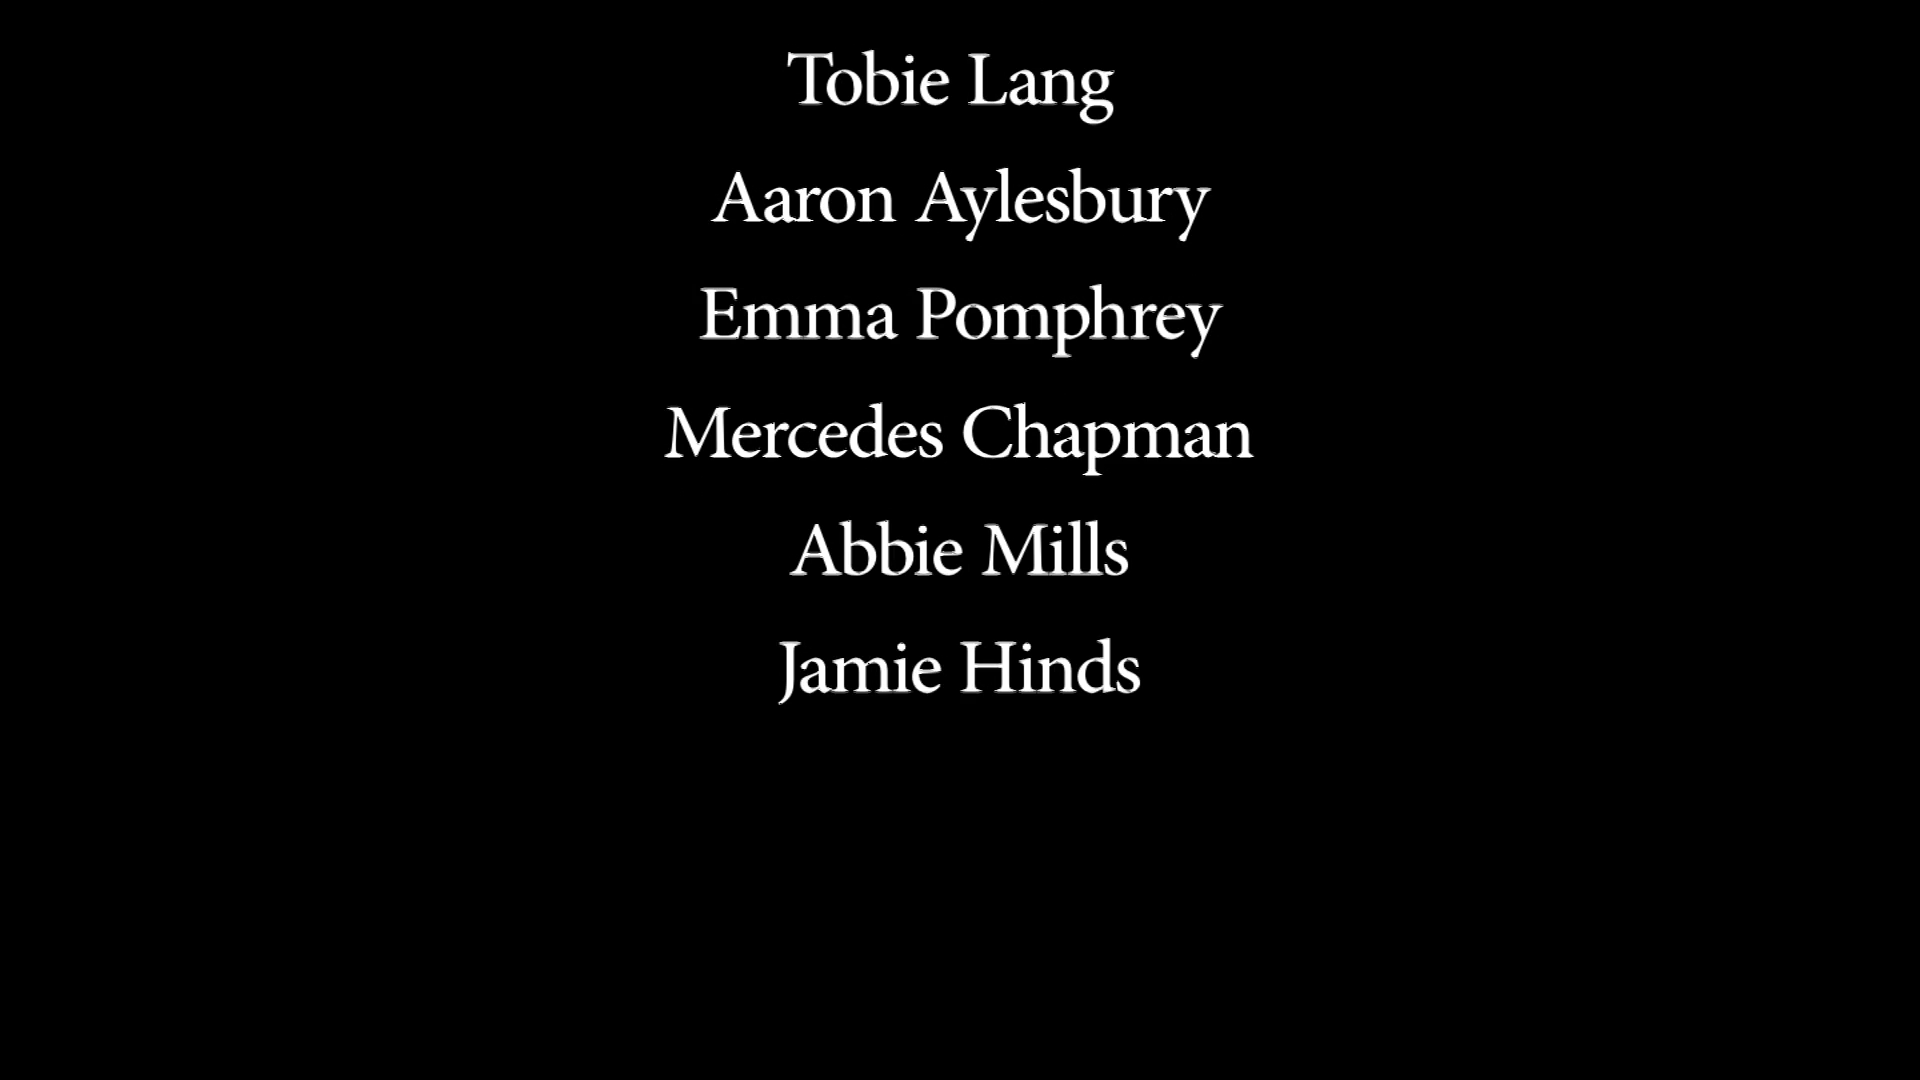 Tobie Lang
Aaron Aylesbury
Emma Pomphrey
Mercedes Chapman
Abbie Mills
Jamie Hinds